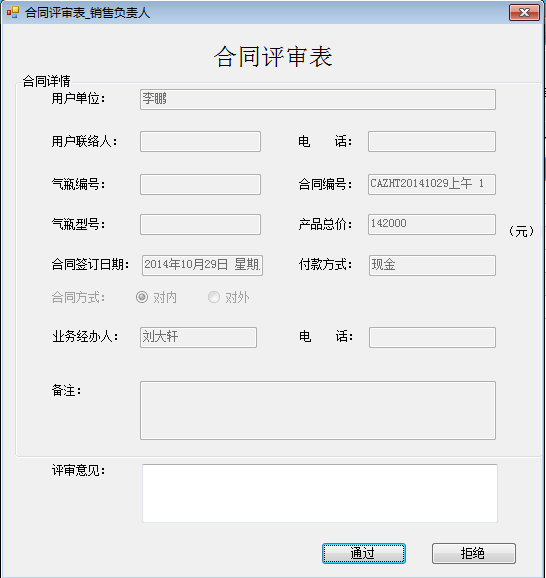 合同评审表_销售负责人
合同评审表
合同详情
用户单位: 李鹏
用户联络人: 电 话:
气瓶编号: 合同编号: CAZHT20141029上午 1
气瓶型号: 产品总价: 142000 (元)
合同签订日期: 2014年10月29日 星期 付款方式: 现金
合同方式: 对内 对外
业务经办人: 刘大轩 电 话:
备注:
评审意见:
通过 拒绝